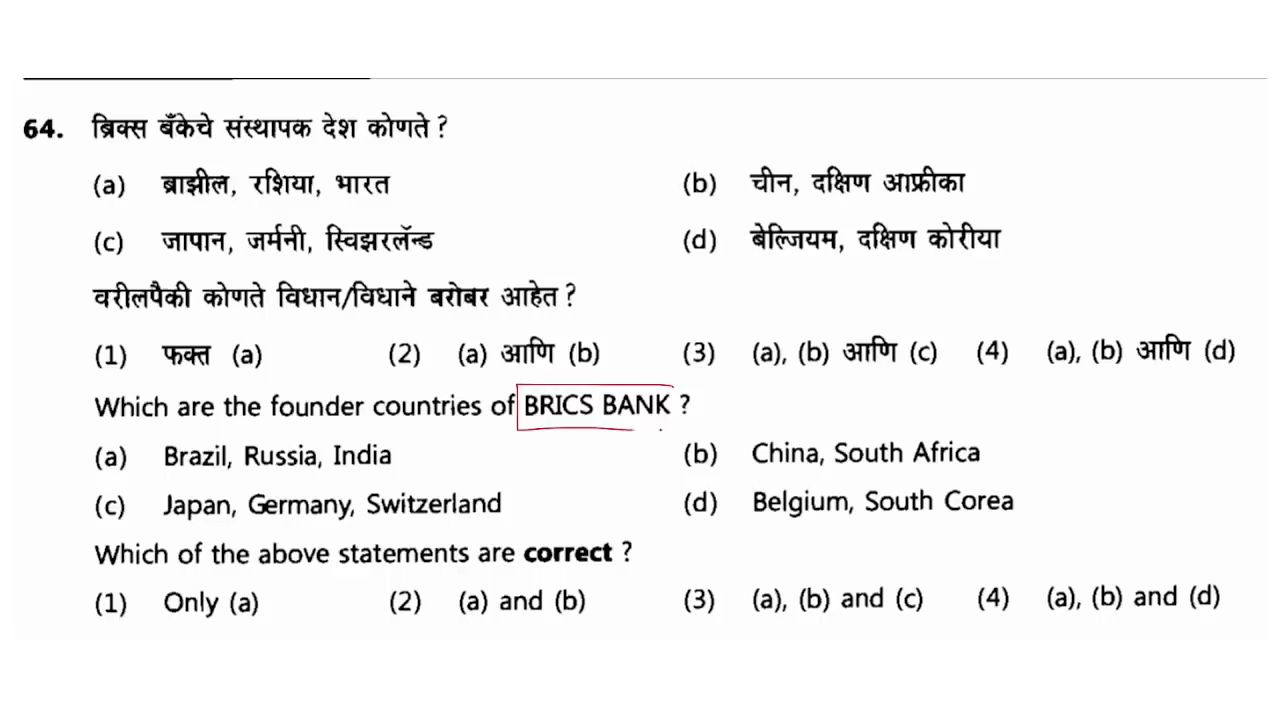 64. ब्रिक्स बँकेचे संस्थापक देश कोणते ?
(a) ब्राझील, रशिया, भारत (b) चीन, दक्षिण आफ्रीका
(c) जापान, जर्मनी, स्विझरलॅन्ड (d) बेल्जियम, दक्षिण कोरीया
वरीलपैकी कोणते विधान/विधाने बरोबर आहेत ?
(1) फक्त (a) (2) (a) आणि (b) (3) (a), (b) आणि (c) (4) (a), (b) आणि (d)
Which are the founder countries of BRICS BANK ?
(a) Brazil, Russia, India (b) China, South Africa
(c) Japan, Germany, Switzerland (d) Belgium, South Corea
Which of the above statements are correct ?
(1) Only (a) (2) (a) and (b) (3) (a), (b) and (c) (4) (a), (b) and (d)